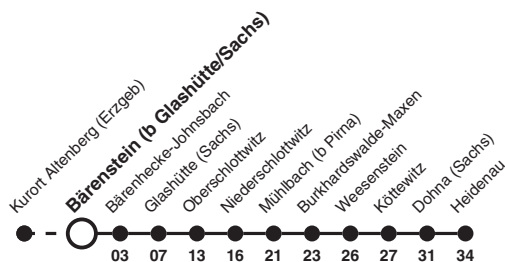 Kurort Altenberg (Erzgeb)
Bärenstein (b Glashütte/Sachs)
Bärenhecke-Johnsbach
Glashütte (Sachs)
Oberschlottwitz
Niederschlottwitz
Mühlbach (b Pirna)
Burkhardswalde-Maxen
Weesenstein
Köttewitz
Dohna (Sachs)
Heidenau
03 07 13 16 21 23 26 27 31 34